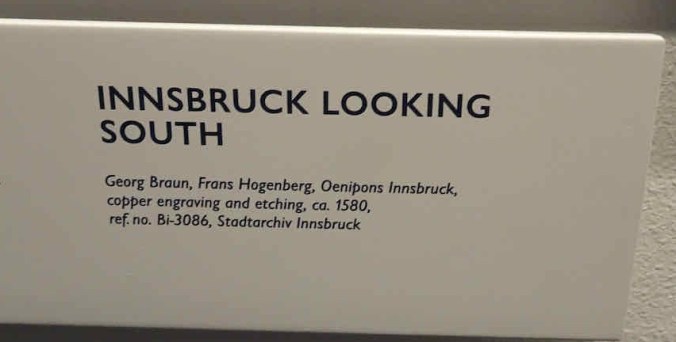 INNSBRUCK LOOKING
SOUTH
Georg Braun, Frans Hogenberg, Oenipons Innsbruck,
copper engraving and etching, ca. 1580,
ref. no. Bi-3086, Stadtarchiv Innsbruck